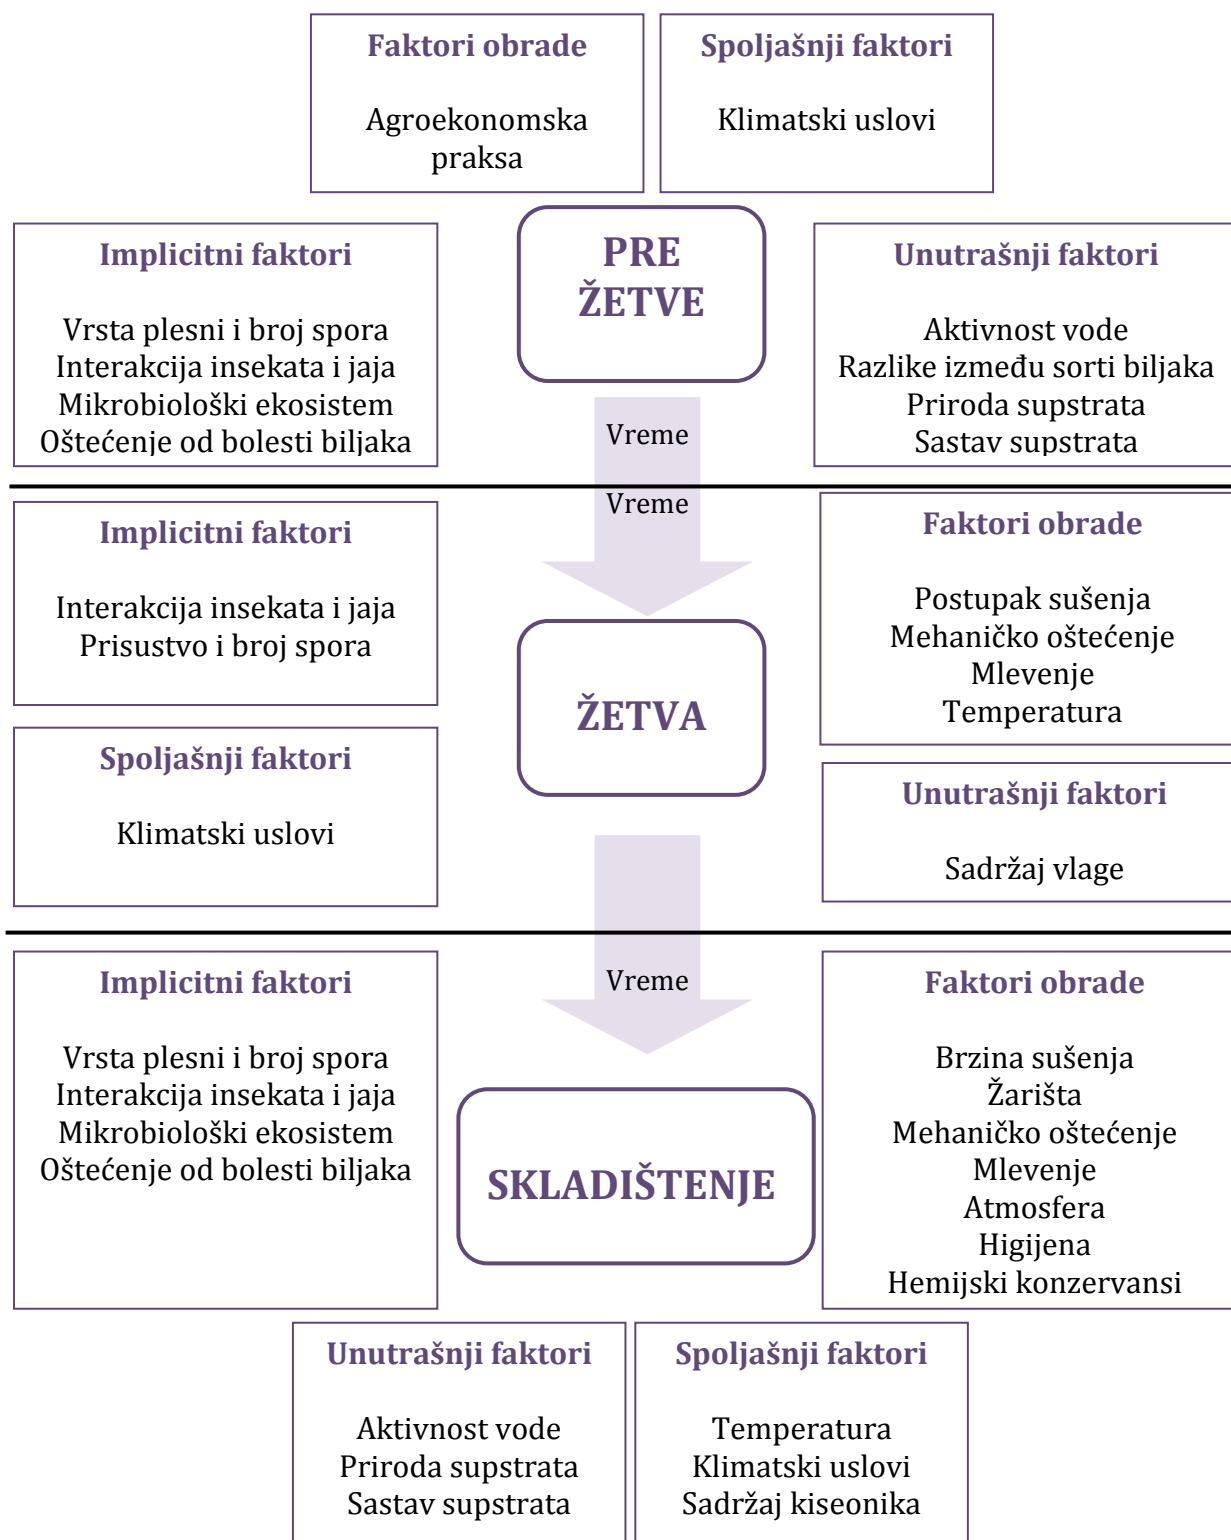 Faktori obrade
Agroekonomska
praksa
Spoljašnji faktori
Klimatski uslovi
Implicitni faktori
Vrsta plesni i broj spora
Interakcija insekata i jaja
Mikrobiološki ekosistem
Oštećenje od bolesti biljaka
PRE
ŽETVE
Unutrašnji faktori
Aktivnost vode
Razlike između sorti biljaka
Priroda supstrata
Sastav supstrata
Vreme
Vreme
Implicitni faktori
Interakcija insekata i jaja
Prisustvo i broj spora
Spoljašnji faktori
Klimatski uslovi
ŽETVA
Faktori obrade
Postupak sušenja
Mehaničko oštećenje
Mlevenje
Temperatura
Unutrašnji faktori
Sadržaj vlage
Vreme
Implicitni faktori
Vrsta plesni i broj spora
Interakcija insekata i jaja
Mikrobiološki ekosistem
Oštećenje od bolesti biljaka
SKLADIŠTENJE
Faktori obrade
Brzina sušenja
Žarišta
Mehaničko oštećenje
Mlevenje
Atmosfera
Higijena
Hemijski konzervansi
Unutrašnji faktori
Aktivnost vode
Priroda supstrata
Sastav supstrata
Spoljašnji faktori
Temperatura
Klimatski uslovi
Sadržaj kiseonika